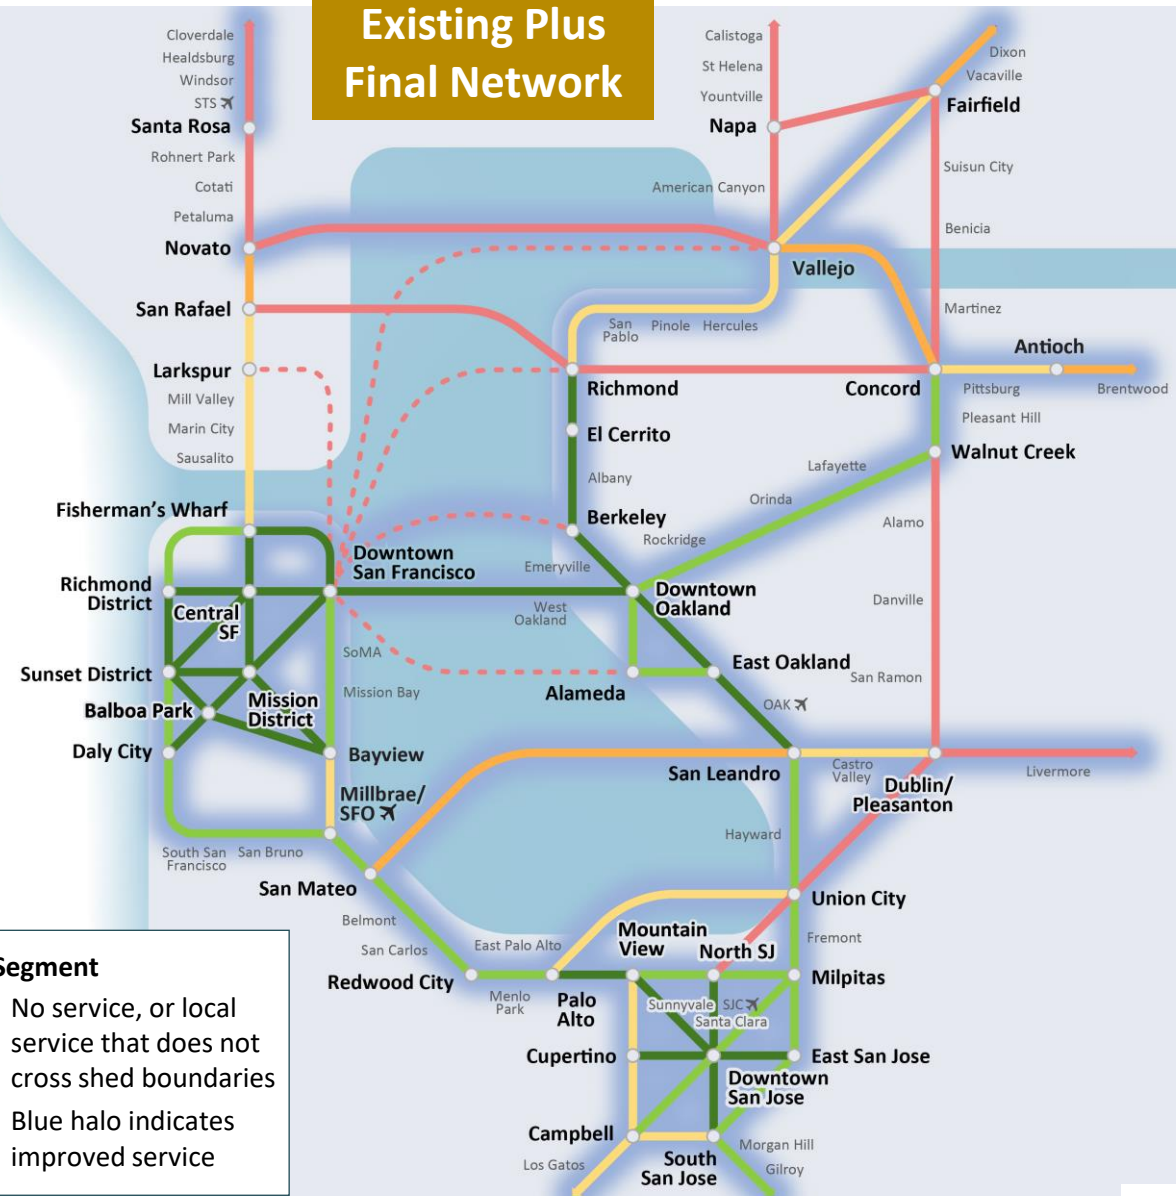 Existing Plus
Final Network
Cloverdale
Healdsburg
Windsor
STS
Santa Rosa
Rohnert Park
Cotati
Petaluma
Novato
San Rafael
Larkspur
Mill Valley
Marin City
Sausalito
Fisherman's Wharf
Calistoga
St Helena
Yountville
Napa
American Canyon
Dixon
Vacaville
Fairfield
Suisun City
Benicia
Vallejo
Martinez
San
Pablo
Pinole
Hercules
Antioch
Richmond
Concord
Pittsburg
Brentwood
Pleasant Hill
El Cerrito
Walnut Creek
Lafayette
Albany
Orinda
Berkeley
Rockridge
Alamo
Downtown
San Francisco
Emeryville
Richmond
District
Central
SF
West
Oakland
Downtown
Oakland
Danville
SoMA
Sunset District
East Oakland
San Ramon
Mission Bay
Alameda
Balboa Park
Mission
District
OAK
Daly City
Bayview
San Leandro
Castro
Valley
Dublin/
Pleasanton
Livermore
Millbrae/
SFO
Hayward
South San
Francisco
San Bruno
San Mateo
Union City
Belmont
San Carlos
East Palo Alto
Mountain
View
North SJ
Fremont
Redwood City
Menlo
Park
Palo
Alto
Sunnyvale
SJC
Santa Clara
Milpitas
Cupertino
East San Jose
Downtown
San Jose
Campbell
South
San Jose
Morgan Hill
Gilroy
Los Gatos
Segment
No service, or local
service that does not
cross shed boundaries
Blue halo indicates
improved service